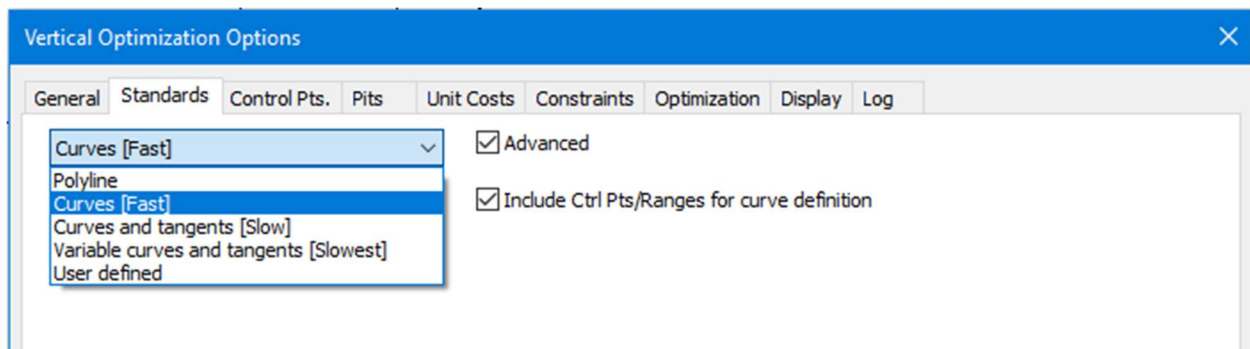 Vertical Optimization Options
General Standards Control Pts. Pits Unit Costs Constraints Optimization Display Log
Curves [Fast]
Advanced
Polyline
Curves [Fast]
Include Ctrl Pts/Ranges for curve definition
Curves and tangents [Slow]
Variable curves and tangents [Slowest]
User defined